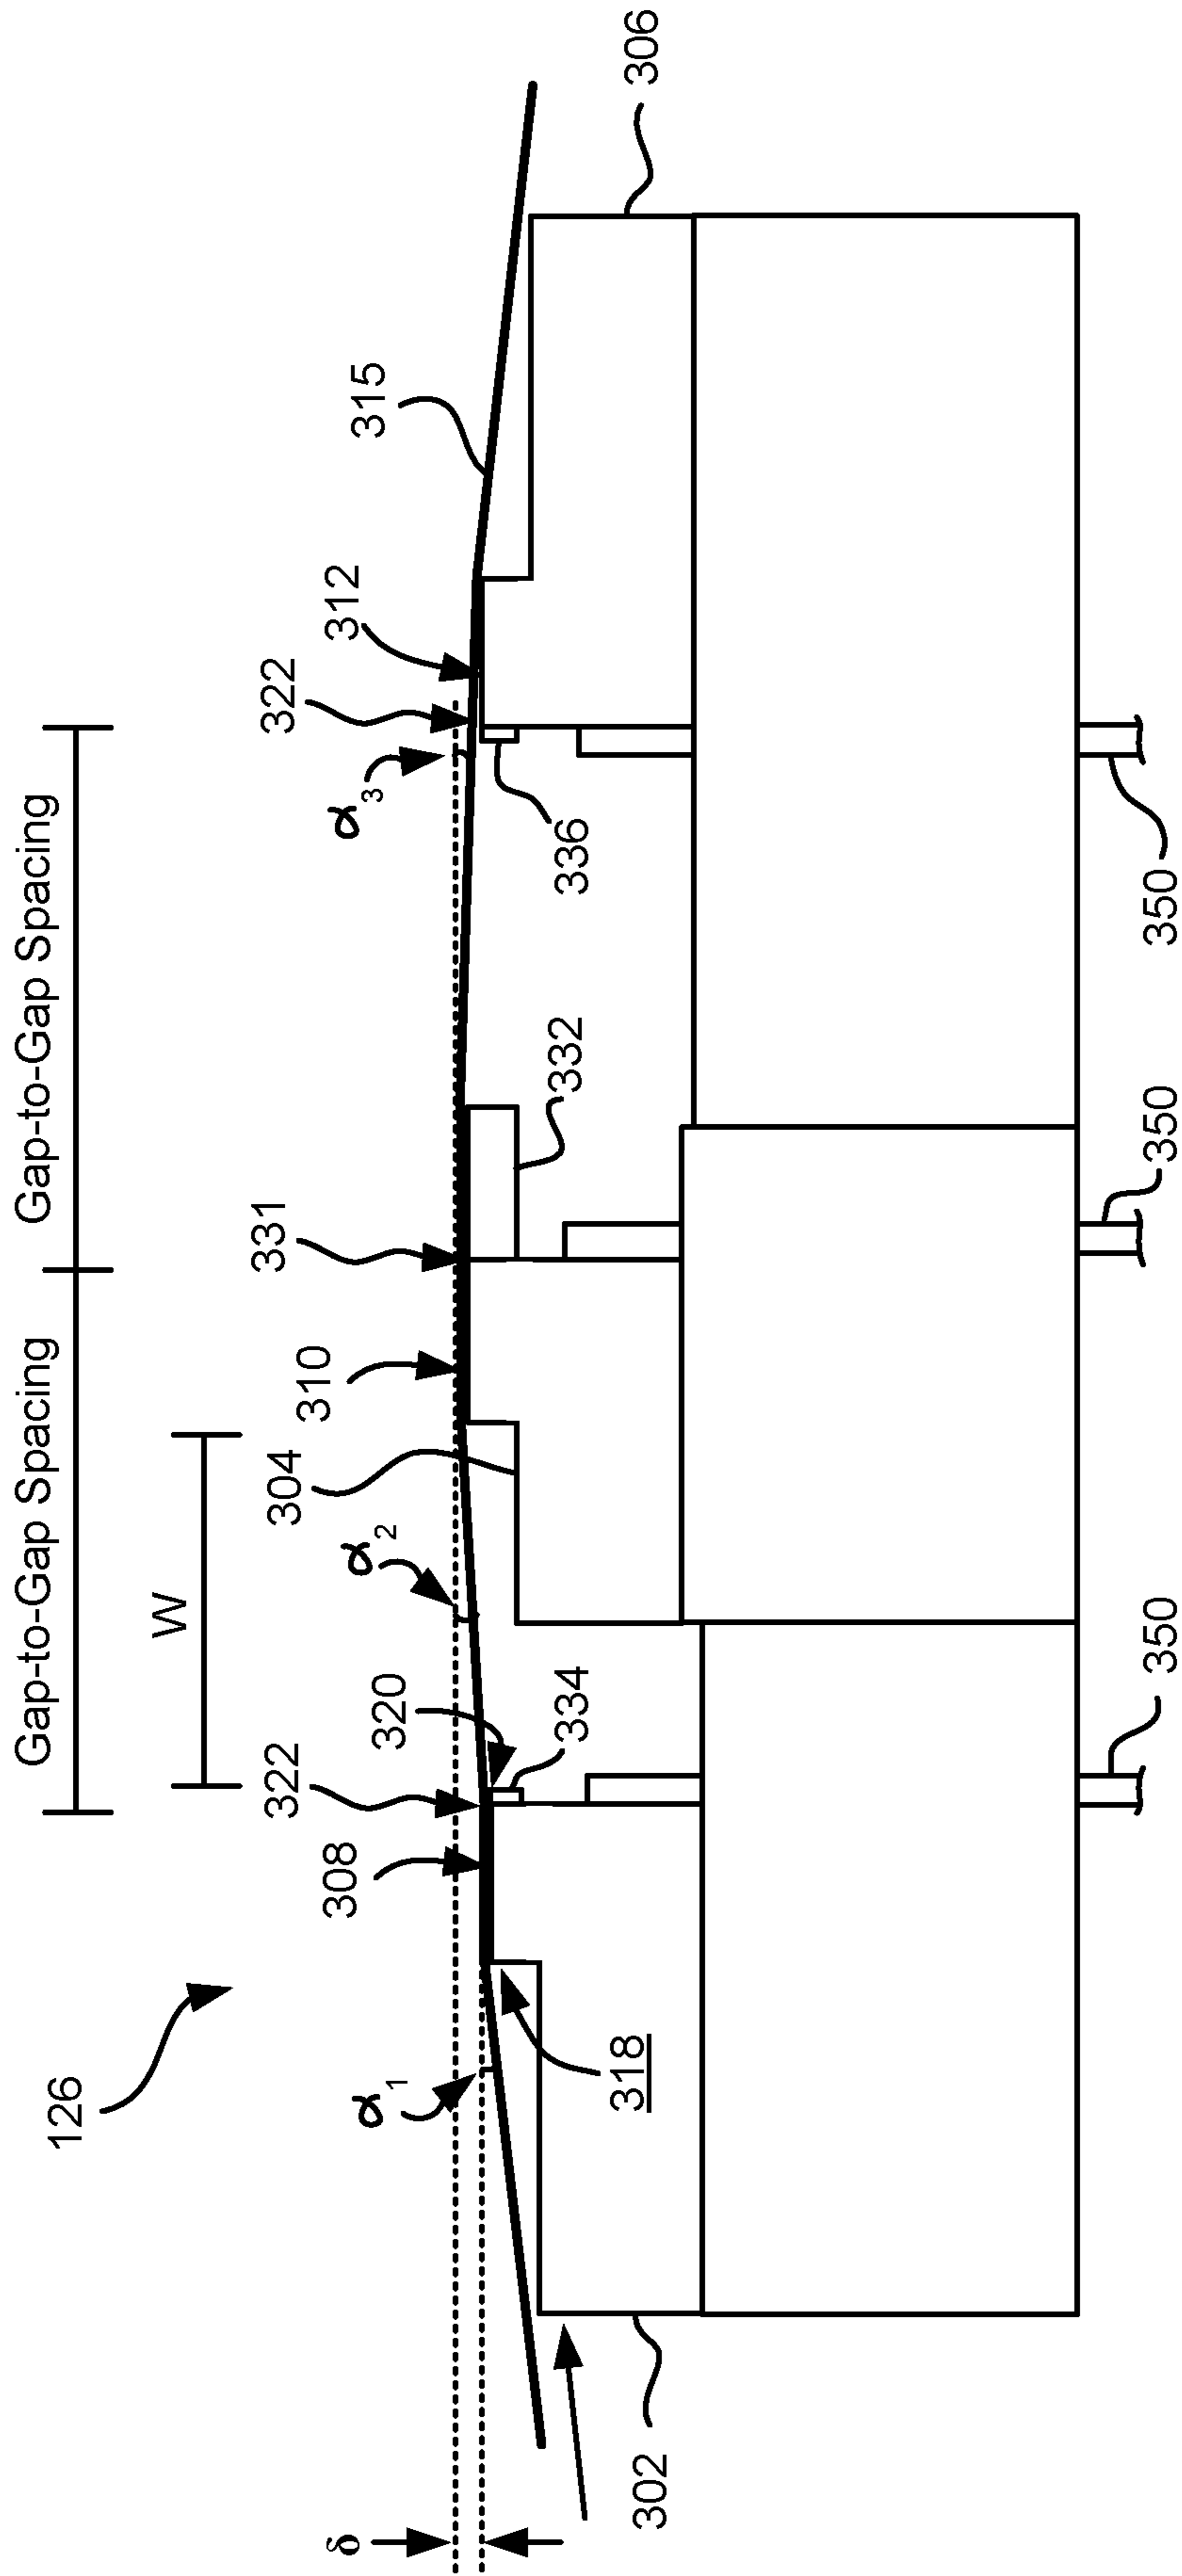 Gap-to-Gap Spacing
Gap-to-Gap Spacing
W
126
δ
α1
308
322
320
334
α2
304
310
331
332
α3
322
312
336
315
306
318
302
350
350
350